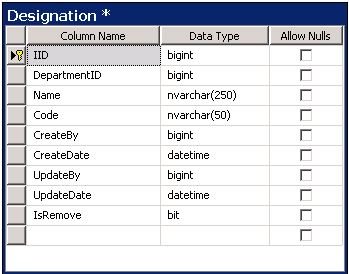 Designation *
Column Name Data Type Allow Nulls
IID bigint
DepartmentID bigint
Name nvarchar(250)
Code nvarchar(50)
CreateBy bigint
CreateDate datetime
UpdateBy bigint
UpdateDate datetime
IsRemove bit